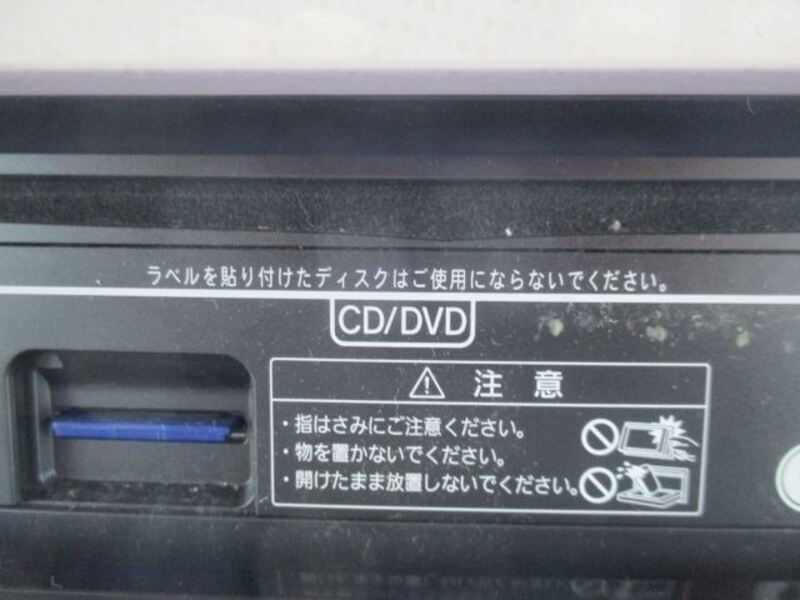 ラベルを貼り付けたディスクはご使用にならないでください。
CD/DVD
注意
・指はさみにご注意ください。
・物を置かないでください。
・開けたまま放置しないでください。